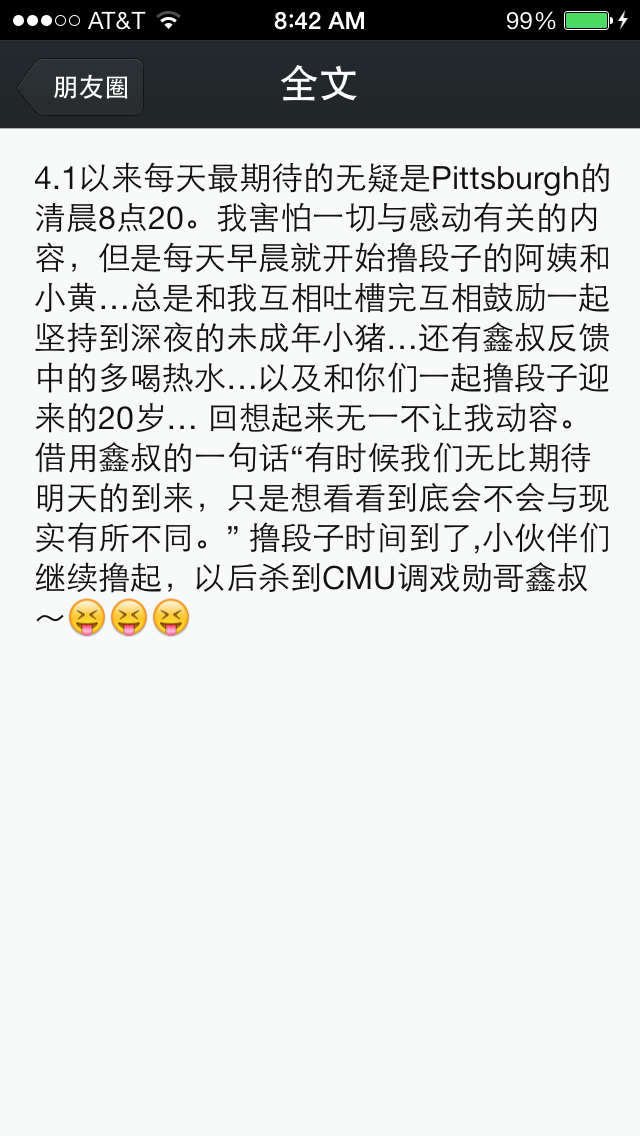 AT&T 8:42 AM 99%
朋友圈 全文
4.1以来每天最期待的无疑是Pittsburgh的
清晨8点20。我害怕一切与感动有关的内
容，但是每天早晨就开始撸段子的阿姨和
小黄…总是和我互相吐槽完互相鼓励一起
坚持到深夜的未成年小猪…还有鑫叔反馈
中的多喝热水…以及和你们一起撸段子迎
来的20岁… 回想起来无一不让我动容。
借用鑫叔的一句话“有时候我们无比期待
明天的到来，只是想看看到底会不会与现
实有所不同。” 撸段子时间到了,小伙伴们
继续撸起，以后杀到CMU调戏勋哥鑫叔
～😝😝😝